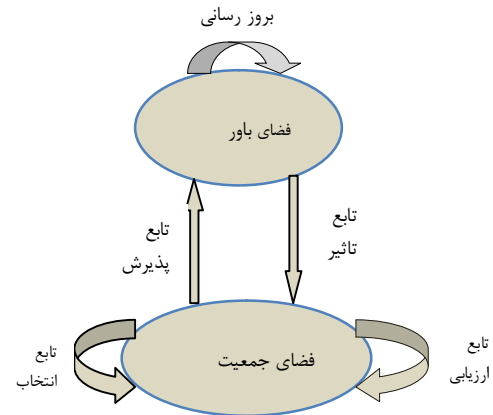 بروز رسانی
فضای باور
تابع
تاثیر
تابع
پذیرش
تابع
ارزیابی
فضای جمعیت
تابع
انتخاب